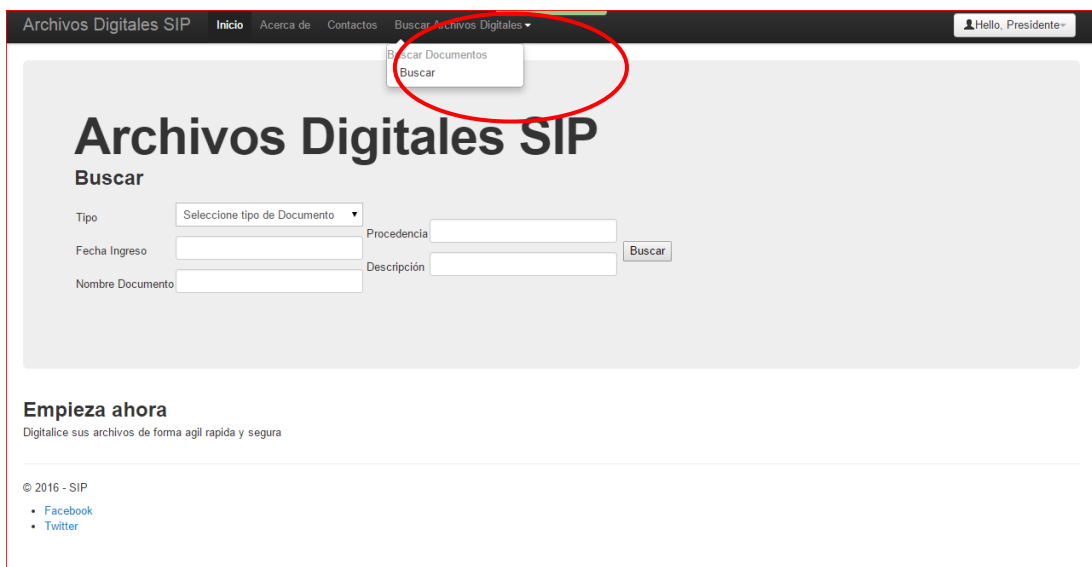 Archivos Digitales SIP Inicio Acerca de Contactos Buscar Archivos Digitales Hello, Presidente
Buscar Documentos
Buscar
Archivos Digitales SIP
Buscar
Tipo Seleccione tipo de Documento
Procedencia
Fecha Ingreso
Buscar
Descripción
Nombre Documento
Empieza ahora
Digitalice sus archivos de forma agil rapida y segura
© 2016 - SIP
Facebook
Twitter